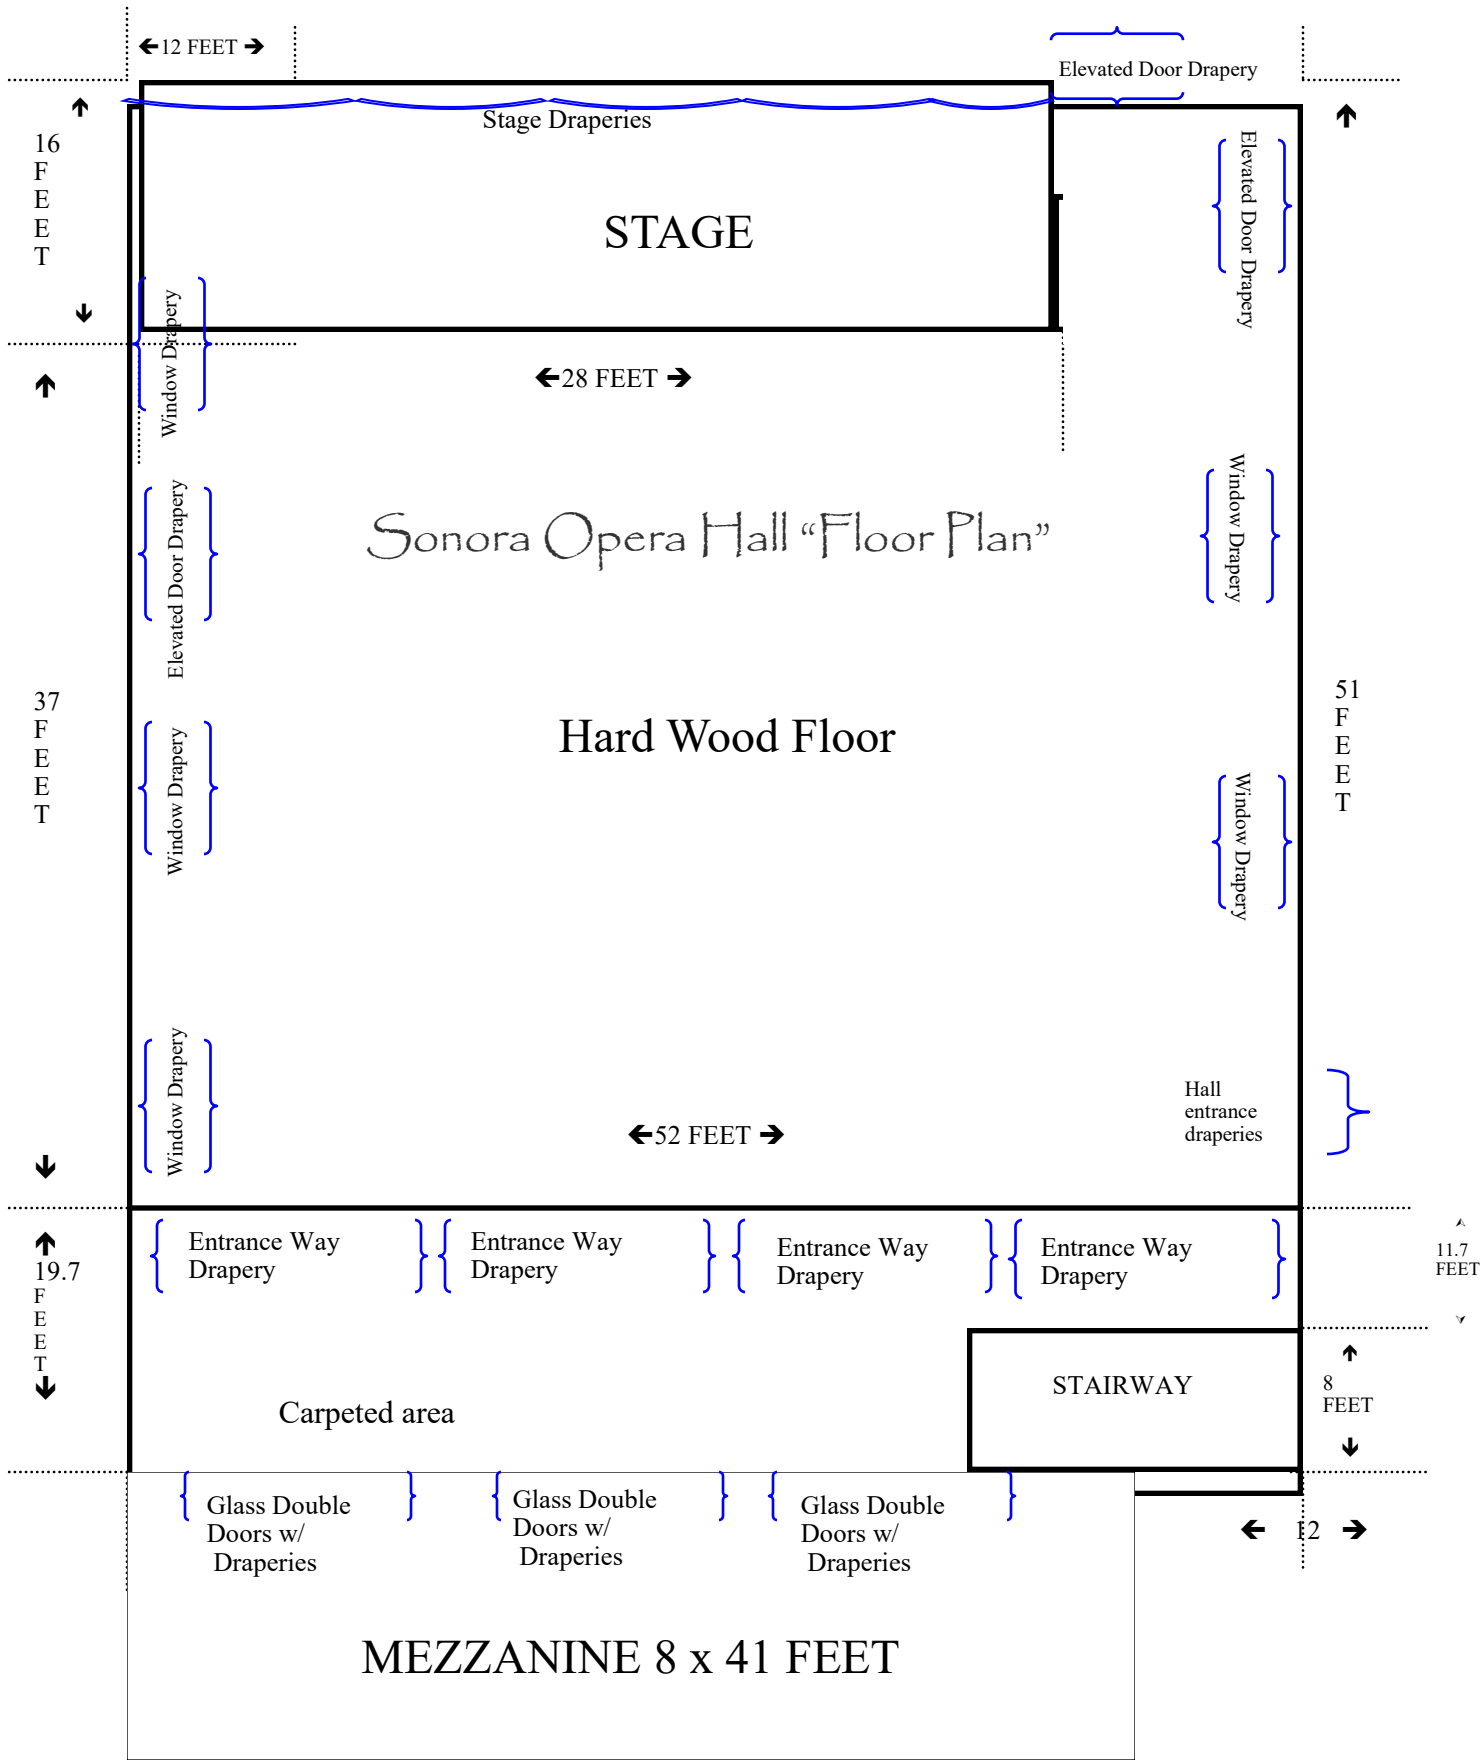 🡨12 FEET 🡪
Elevated Door Drapery
Stage Draperies
16
F
E
E
T
STAGE
Elevated Door Drapery
Window Drapery
🡨28 FEET 🡪
Elevated Door Drapery
Sonora Opera Hall “Floor Plan”
Window Drapery
37
F
E
E
T
Hard Wood Floor
51
F
E
E
T
Window Drapery
Window Drapery
Window Drapery
Hall
entrance
draperies
🡨52 FEET 🡪
Entrance Way
Drapery
Entrance Way
Drapery
Entrance Way
Drapery
Entrance Way
Drapery
19.7
F
E
E
T
11.7
FEET
STAIRWAY
8
FEET
Carpeted area
Glass Double
Doors w/
Draperies
Glass Double
Doors w/
Draperies
Glass Double
Doors w/
Draperies
🡨 12 🡪
MEZZANINE 8 x 41 FEET